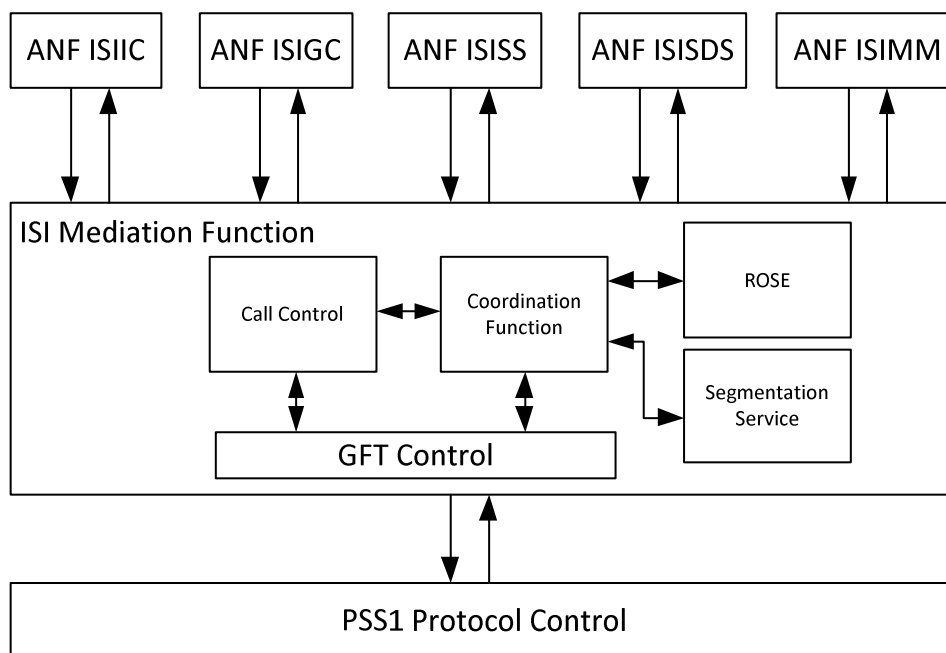 ANF ISIIC
ANF ISIGC
ANF ISISS
ANF ISISDS
ANF ISIMM
ISI Mediation Function
Call Control
Coordination
Function
ROSE
Segmentation
Service
GFT Control
PSS1 Protocol Control